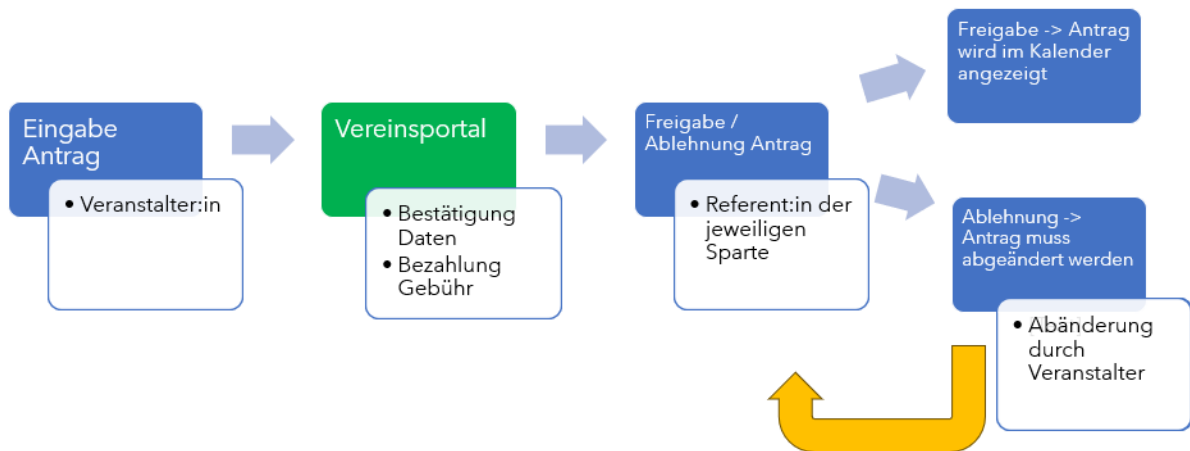 Eingabe
Antrag
• Veranstalter:in
Vereinsportal
• Bestätigung
Daten
• Bezahlung
Gebühr
Freigabe /
Ablehnung Antrag
• Referent:in der
jeweiligen
Sparte
Freigabe -> Antrag
wird im Kalender
angezeigt
Ablehnung ->
Antrag muss
abgeändert werden
• Abänderung
durch
Veranstalter